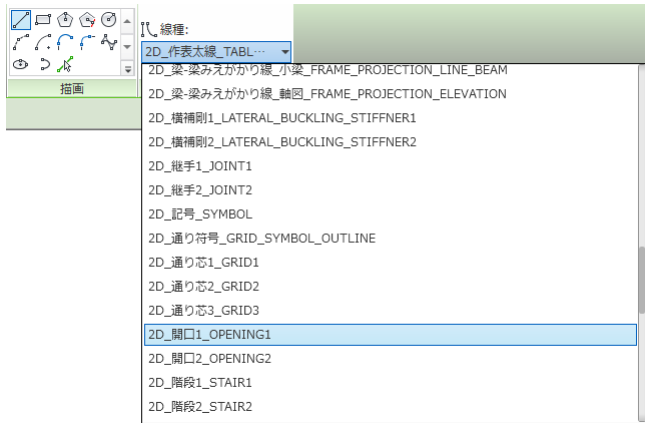 線種:
2D_作表太線_TABL…
描画
2D_梁-梁みえがかり線_小梁_FRAME_PROJECTION_LINE_BEAM
2D_梁-梁みえがかり線_軸図_FRAME_PROJECTION_ELEVATION
2D_横補剛1_LATERAL_BUCKLING_STIFFNER1
2D_横補剛2_LATERAL_BUCKLING_STIFFNER2
2D_継手1_JOINT1
2D_継手2_JOINT2
2D_記号_SYMBOL
2D_通り符号_GRID_SYMBOL_OUTLINE
2D_通り芯1_GRID1
2D_通り芯2_GRID2
2D_通り芯3_GRID3
2D_開口1_OPENING1
2D_開口2_OPENING2
2D_階段1_STAIR1
2D_階段2_STAIR2